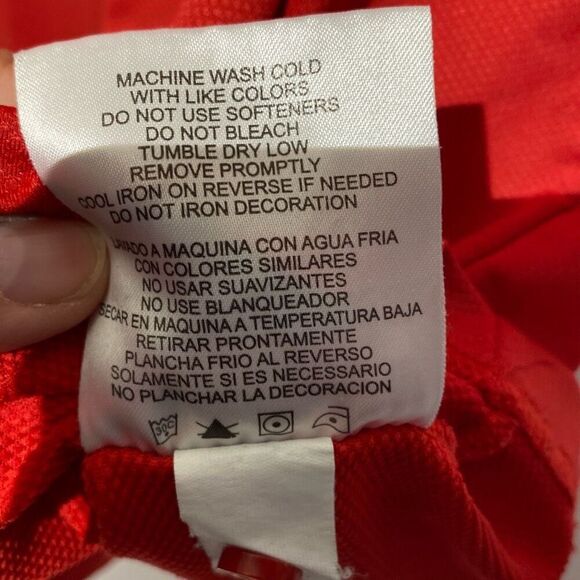 MACHINE WASH COLD
WITH LIKE COLORS
DO NOT USE SOFTENERS
DO NOT BLEACH
TUMBLE DRY LOW
REMOVE PROMPTLY
COOL IRON ON REVERSE IF NEEDED
DO NOT IRON DECORATION
LAVADO A MAQUINA CON AGUA FRIA
CON COLORES SIMILARES
NO USAR SUAVIZANTES
NO USE BLANQUEADOR
SECAR EN MAQUINA A TEMPERATURA BAJA
RETIRAR PRONTAMENTE
PLANCHA FRIO AL REVERSO
SOLAMENTE SI ES NECESSARIO
NO PLANCHAR LA DECORACION
30C